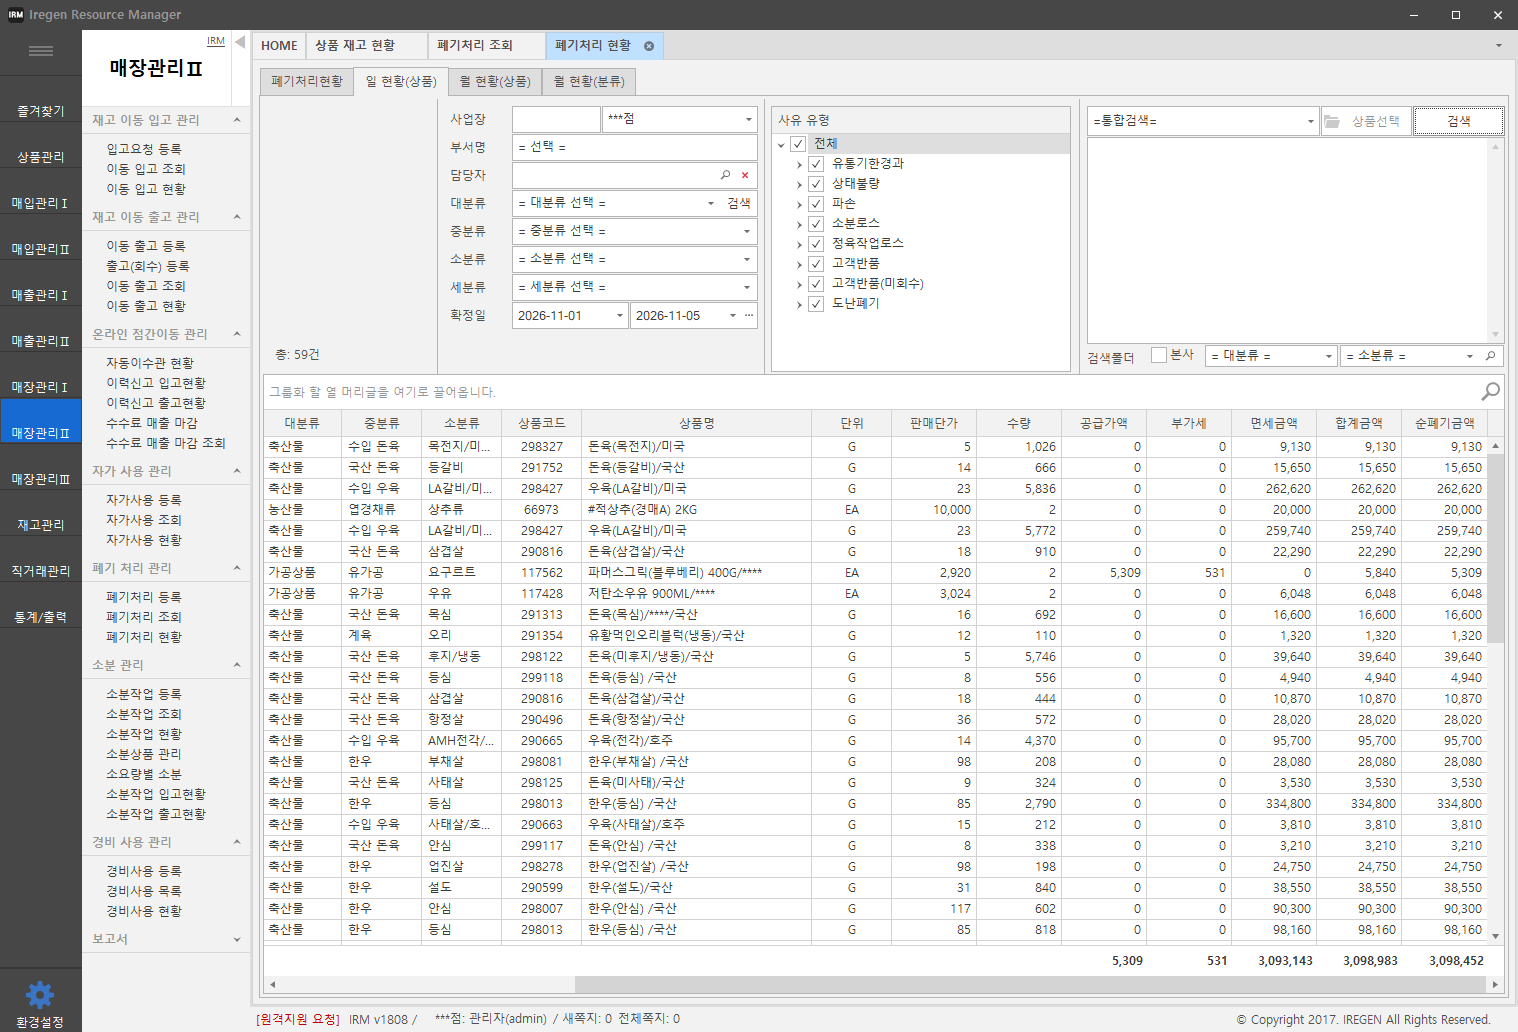 IRM Iregen Resource Manager
즐겨찾기
상품관리
매입관리 Ⅰ
매입관리Ⅱ
매출관리 Ⅰ
매출관리Ⅱ
매장관리 Ⅰ
매장관리Ⅱ
매장관리Ⅲ
재고관리
직거래관리
통계/출력
환경설정
IRM
매장관리Ⅱ
재고 이동 입고 관리
입고요청 등록
이동 입고 조회
이동 입고 현황
재고 이동 출고 관리
이동 출고 등록
출고(회수) 등록
이동 출고 조회
이동 출고 현황
온라인 점간이동 관리
자동이수관 현황
이력신고 입고현황
이력신고 출고현황
수수료 매출 마감
수수료 매출 마감 조회
자가 사용 관리
자가사용 등록
자가사용 조회
자가사용 현황
폐기 처리 관리
폐기처리 등록
폐기처리 조회
폐기처리 현황
소분 관리
소분작업 등록
소분작업 조회
소분작업 현황
소분상품 관리
소요량별 소분
소분작업 입고현황
소분작업 출고현황
경비 사용 관리
경비사용 등록
경비사용 목록
경비사용 현황
보고서
HOME 상품 재고 현황 폐기처리 조회 폐기처리 현황
폐기처리현황 일 현황(상품) 월 현황(상품) 월 현황(분류)
총: 59건
사업장 ***점
부서명 = 선택 =
담당자
대분류 = 대분류 선택 = 검색
중분류 = 중분류 선택 =
소분류 = 소분류 선택 =
세분류 = 세분류 선택 =
확정일 2026-11-01 2026-11-05 ...
사유 유형
전체
유통기한경과
상태불량
파손
소분로스
정육작업로스
고객반품
고객반품(미회수)
도난폐기
=통합검색= 상품선택 검색
검색폴더 본사 = 대분류 = = 소분류 =
그룹화 할 열 머리글을 여기로 끌어옵니다.
대분류 중분류 소분류 상품코드 상품명 단위 판매단가 수량 공급가액 부가세 면세금액 합계금액 순폐기금액
축산물 수입 돈육 목전지/미... 298327 돈육(목전지)/미국 G 5 1,026 0 0 9,130 9,130 9,130
축산물 국산 돈육 등갈비 291752 돈육(등갈비)/국산 G 14 666 0 0 15,650 15,650 15,650
축산물 수입 우육 LA갈비/미... 298427 우육(LA갈비)/미국 G 23 5,836 0 0 262,620 262,620 262,620
농산물 엽경채류 상추류 66973 #적상추(경매A) 2KG EA 10,000 2 0 0 20,000 20,000 20,000
축산물 수입 우육 LA갈비/미... 298427 우육(LA갈비)/미국 G 23 5,772 0 0 259,740 259,740 259,740
축산물 국산 돈육 삼겹살 290816 돈육(삼겹살)/국산 G 18 910 0 0 22,290 22,290 22,290
가공상품 유가공 요구르트 117562 파머스그릭(블루베리) 400G/**** EA 2,920 2 5,309 531 0 5,840 5,309
가공상품 유가공 우유 117428 저탄소우유 900ML/**** EA 3,024 2 0 0 6,048 6,048 6,048
축산물 국산 돈육 목심 291313 돈육(목심)/****/국산 G 16 692 0 0 16,600 16,600 16,600
축산물 계육 오리 291354 유황먹인오리블럭(냉동)/국산 G 12 110 0 0 1,320 1,320 1,320
축산물 국산 돈육 후지/냉동 298122 돈육(미후지/냉동)/국산 G 5 5,746 0 0 39,640 39,640 39,640
축산물 국산 돈육 등심 299118 돈육(등심) /국산 G 8 556 0 0 4,940 4,940 4,940
축산물 국산 돈육 삼겹살 290816 돈육(삼겹살)/국산 G 18 444 0 0 10,870 10,870 10,870
축산물 국산 돈육 항정살 290496 돈육(항정살)/국산 G 36 572 0 0 28,020 28,020 28,020
축산물 수입 우육 AMH전각/... 290665 우육(전각)/호주 G 14 4,370 0 0 95,700 95,700 95,700
축산물 한우 부채살 298081 한우(부채살) /국산 G 98 208 0 0 28,080 28,080 28,080
축산물 국산 돈육 사태살 298125 돈육(미사태)/국산 G 9 324 0 0 3,530 3,530 3,530
축산물 한우 등심 298013 한우(등심) /국산 G 85 2,790 0 0 334,800 334,800 334,800
축산물 수입 우육 사태살/호... 290663 우육(사태살)/호주 G 15 212 0 0 3,810 3,810 3,810
축산물 국산 돈육 안심 299117 돈육(안심) /국산 G 8 338 0 0 3,210 3,210 3,210
축산물 한우 업진살 298278 한우(업진살) /국산 G 98 198 0 0 24,750 24,750 24,750
축산물 한우 설도 290599 한우(설도)/국산 G 31 840 0 0 38,550 38,550 38,550
축산물 한우 안심 298007 한우(안심) /국산 G 117 602 0 0 90,300 90,300 90,300
축산물 한우 등심 298013 한우(등심) /국산 G 85 818 0 0 98,160 98,160 98,160
5,309 531 3,093,143 3,098,983 3,098,452
[원격지원 요청] IRM v1808 / ***점: 관리자(admin) / 새쪽지: 0 전체쪽지: 0 © Copyright 2017. IREGEN All Rights Reserved.